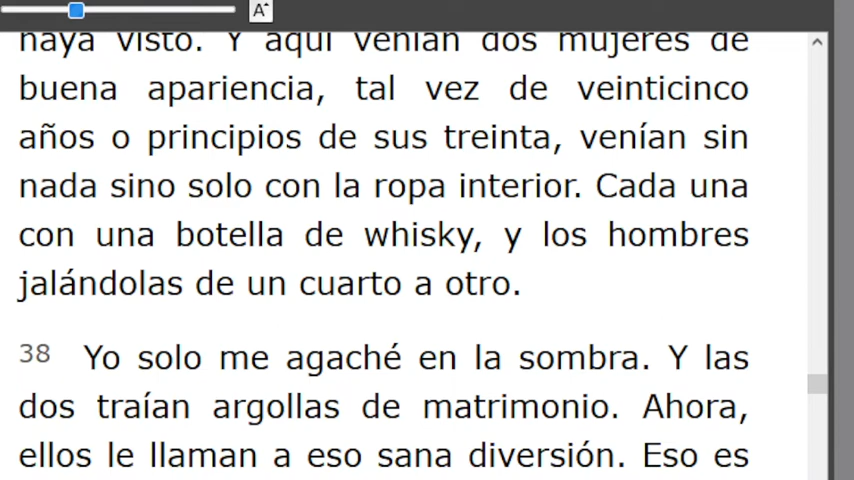 A
haya visto. Y aquí venían dos mujeres de
buena apariencia, tal vez de veinticinco
años o principios de sus treinta, venían sin
nada sino solo con la ropa interior. Cada una
con una botella de whisky, y los hombres
jalándolas de un cuarto a otro.
38 Yo solo me agaché en la sombra. Y las
dos traían argollas de matrimonio. Ahora,
ellos le llaman a eso sana diversión. Eso es